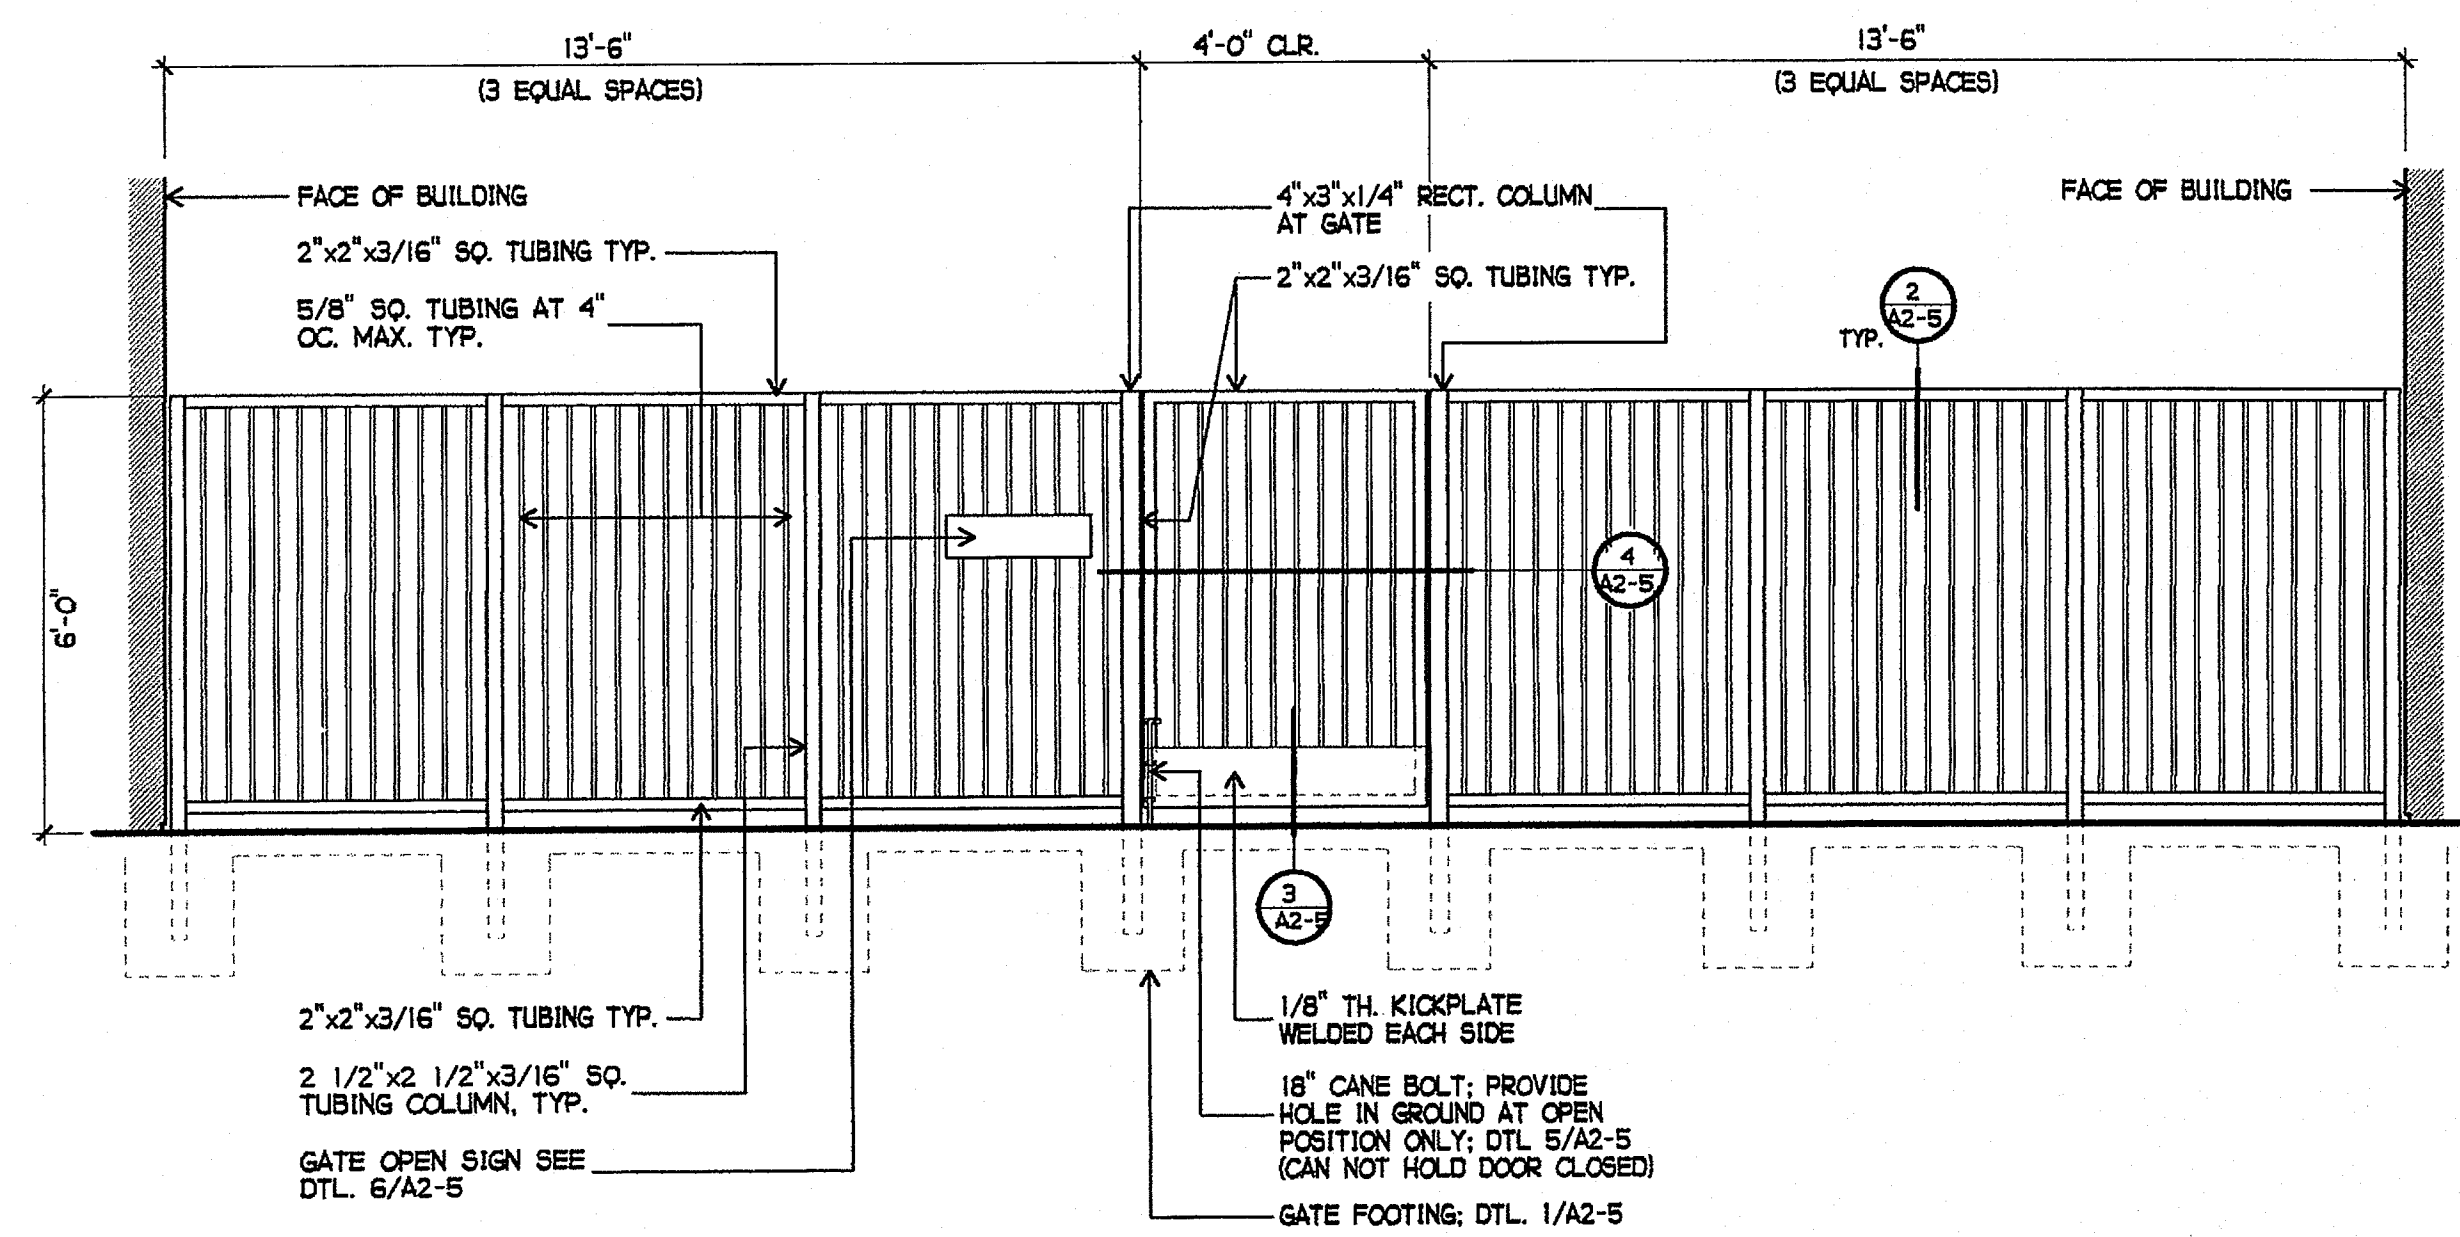 13'-6"
(3 EQUAL SPACES)
4'-0" CLR.
13'-6"
(3 EQUAL SPACES)
FACE OF BUILDING
2"x2"x3/16" SQ. TUBING TYP.
5/8" SQ. TUBING AT 4"
OC. MAX. TYP.
4"x3"x1/4" RECT. COLUMN
AT GATE
2"x2"x3/16" SQ. TUBING TYP.
FACE OF BUILDING
2
A2-5
TYP.
4
A2-5
6'-0"
3
A2-5
2"x2"x3/16" SQ. TUBING TYP.
2 1/2"x2 1/2"x3/16" SQ.
TUBING COLUMN, TYP.
GATE OPEN SIGN SEE
DTL. 6/A2-5
1/8" TH. KICKPLATE
WELDED EACH SIDE
18" CANE BOLT; PROVIDE
HOLE IN GROUND AT OPEN
POSITION ONLY; DTL 5/A2-5
(CAN NOT HOLD DOOR CLOSED)
GATE FOOTING; DTL. 1/A2-5